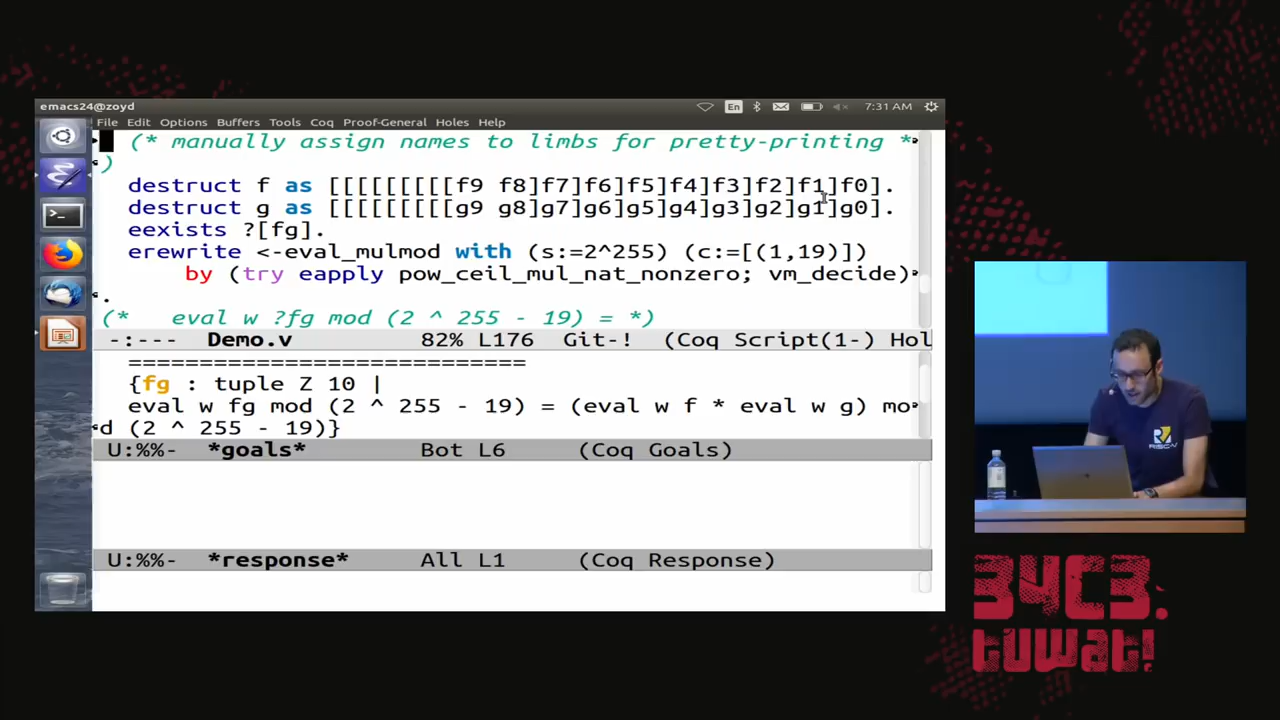 emacs24@zoyd
En
7:31 AM
File Edit Options Buffers Tools Coq Proof-General Holes Help
(* manually assign names to limbs for pretty-printing *
)
destruct f as [[[[[[[[[f9 f8]f7]f6]f5]f4]f3]f2]f1]f0].
destruct g as [[[[[[[[[g9 g8]g7]g6]g5]g4]g3]g2]g1]g0].
eexists ?[fg].
erewrite <-eval_mulmod with (s:=2^255) (c:=[(1,19)])
by (try eapply pow_ceil_mul_nat_nonzero; vm_decide)
.
(* eval w ?fg mod (2 ^ 255 - 19) = *)
-:--- Demo.v 82% L176 Git-! (Coq Script(1-) Hol
============================
{fg : tuple Z 10 |
eval w fg mod (2 ^ 255 - 19) = (eval w f * eval w g) mo
d (2 ^ 255 - 19)}
U:%%- *goals* Bot L6 (Coq Goals)
U:%%- *response* All L1 (Coq Response)
RISCV
34C3.
tuwat!